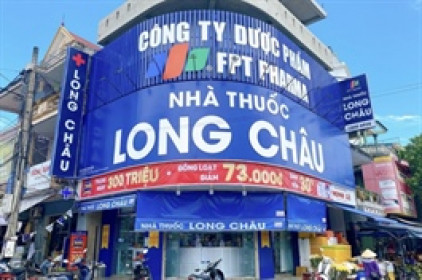 CÔNG TY DƯỢC PHẨM
FPT PHARMA
NHÀ THUỐC
LONG CHÂU
300 TRIỆU
ĐỒNG LOẠT
GIẢM
73.000đ
30%
LONG CHÂU
NHÀ THUỐC
LONG CHÂU
NHÀ THUỐC LONG CHÂU